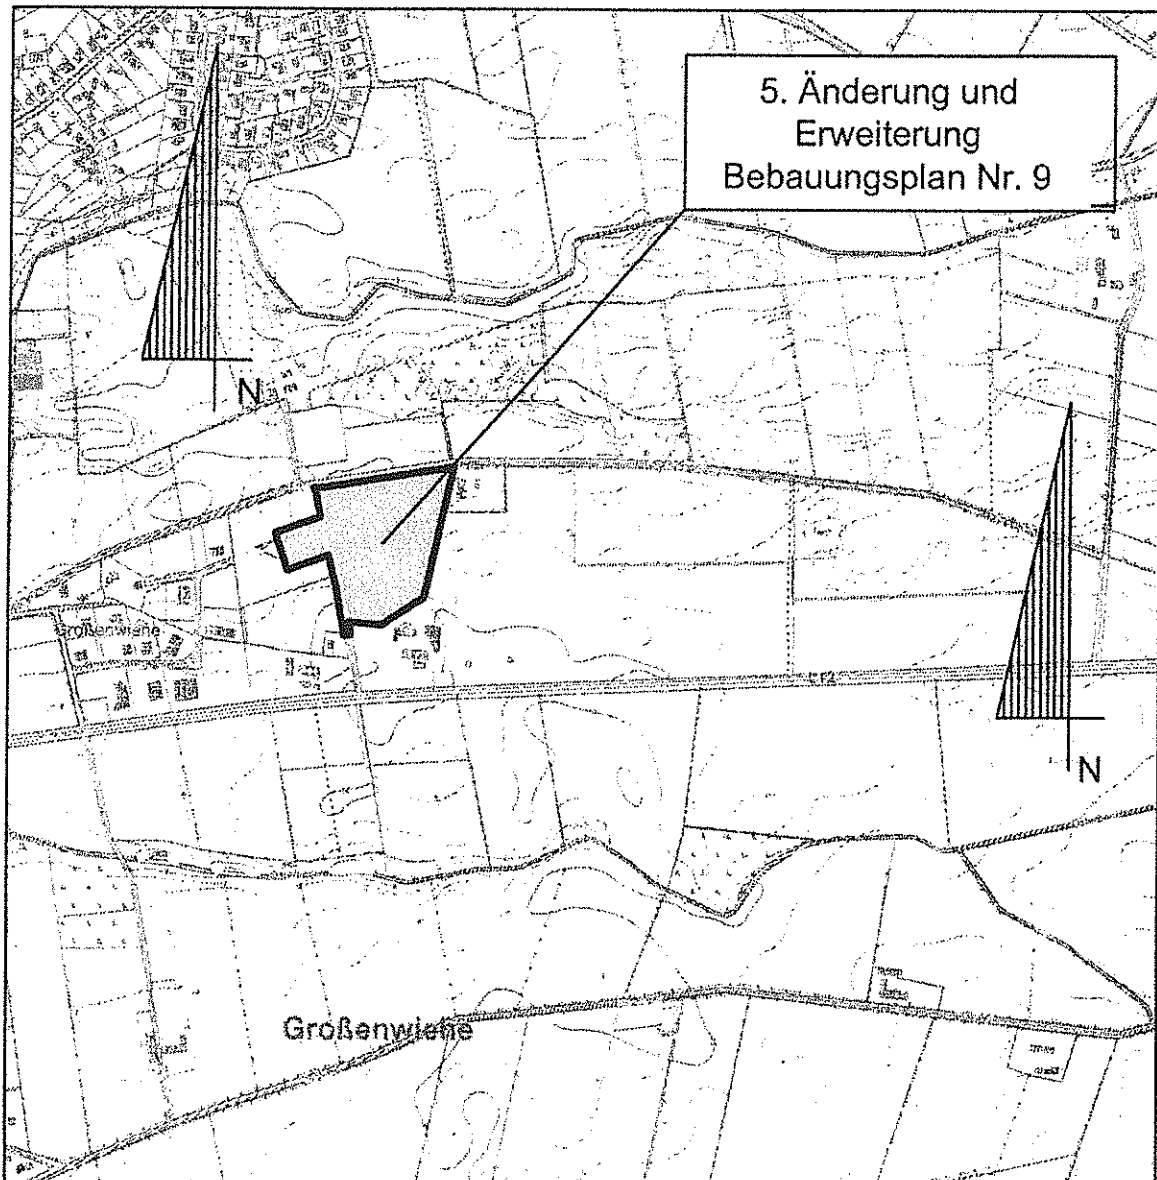 5. Änderung und
Erweiterung
Bebauungsplan Nr. 9
N
Großenwiehe
N
Großenwiehe